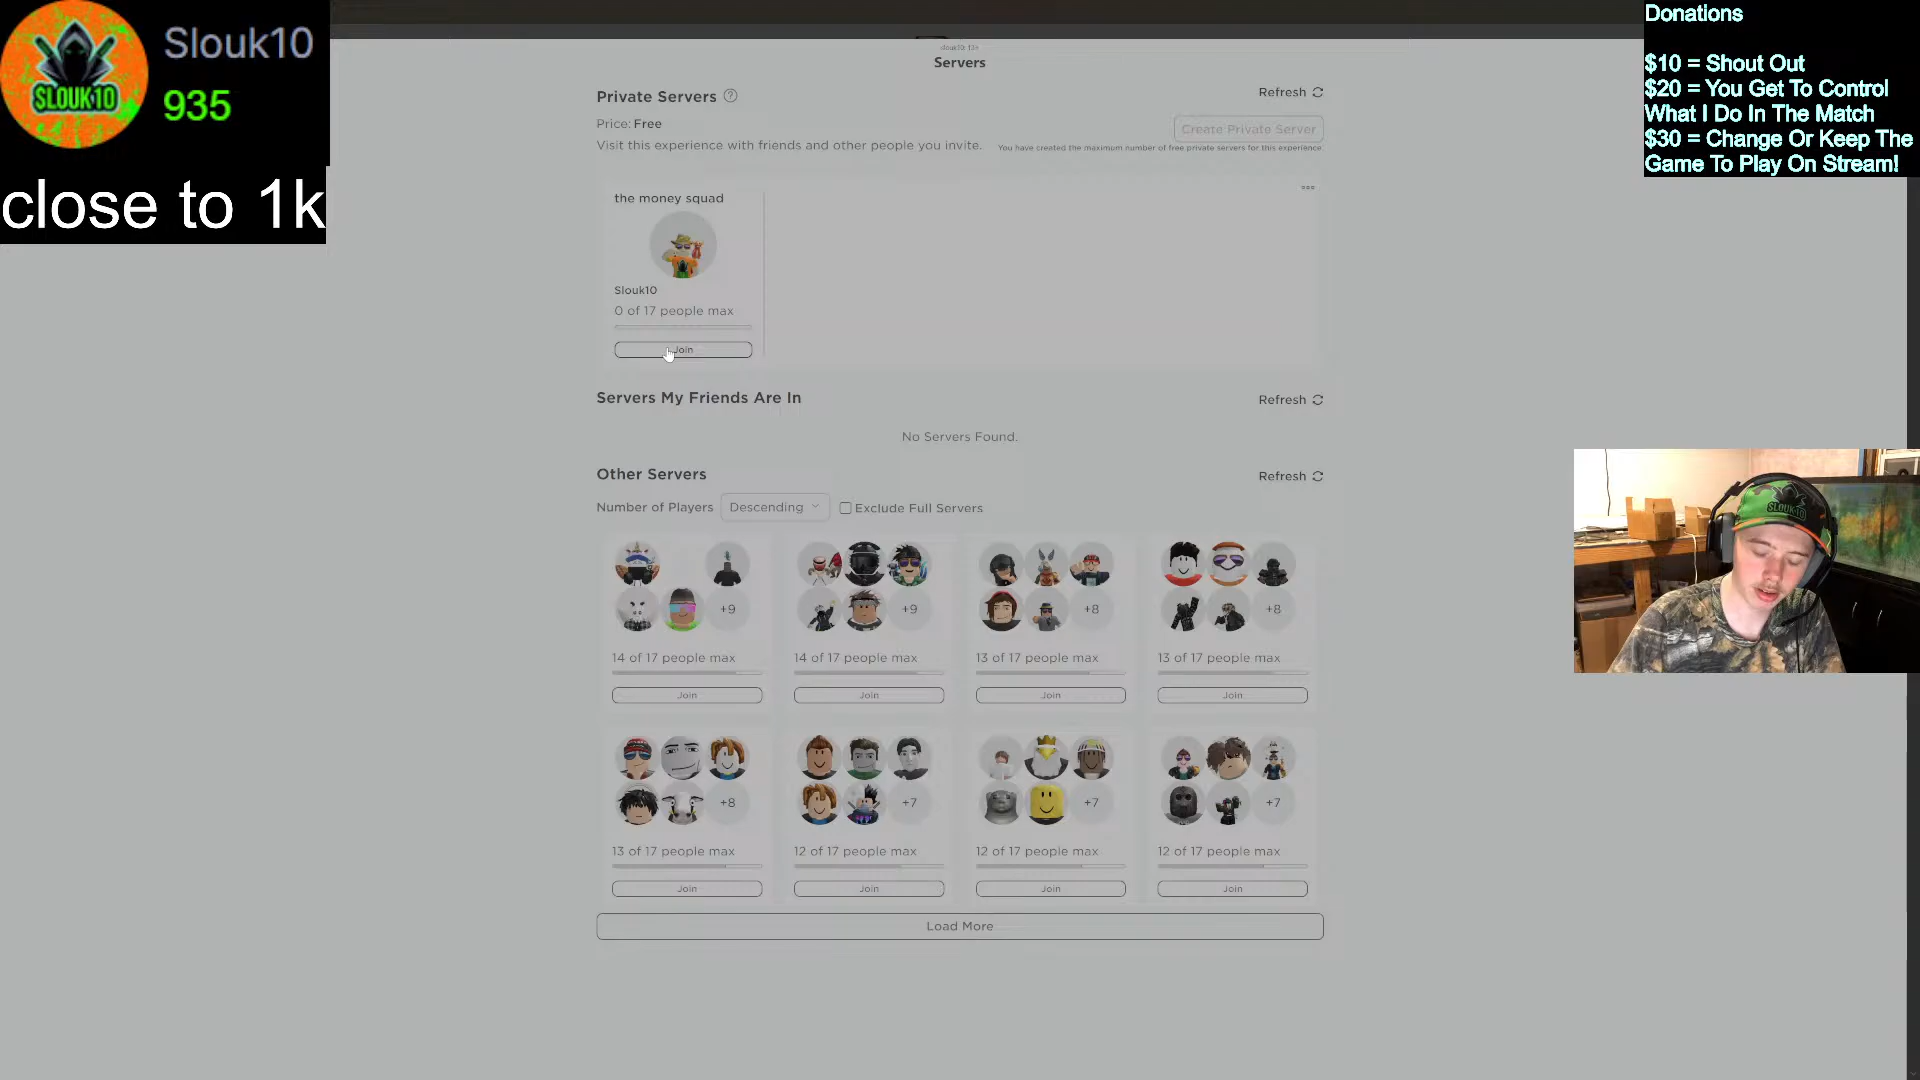 Slouk10
935
close to 1k
SLOUK10
Donations
$10 = Shout Out
$20 = You Get To Control
What I Do In The Match
$30 = Change Or Keep The
Game To Play On Stream!
slouk10: 13+
Servers
Private Servers
Refresh
Price: Free
Create Private Server
Visit this experience with friends and other people you invite.
You have created the maximum number of free private servers for this experience.
the money squad
Slouk10
0 of 17 people max
Join
Servers My Friends Are In
Refresh
No Servers Found.
Other Servers
Refresh
Number of Players Descending Exclude Full Servers
+9 +9 +8 +8
14 of 17 people max 14 of 17 people max 13 of 17 people max 13 of 17 people max
Join Join Join Join
+8 +7 +7 +7
13 of 17 people max 12 of 17 people max 12 of 17 people max 12 of 17 people max
Join Join Join Join
Load More
SLOUK10